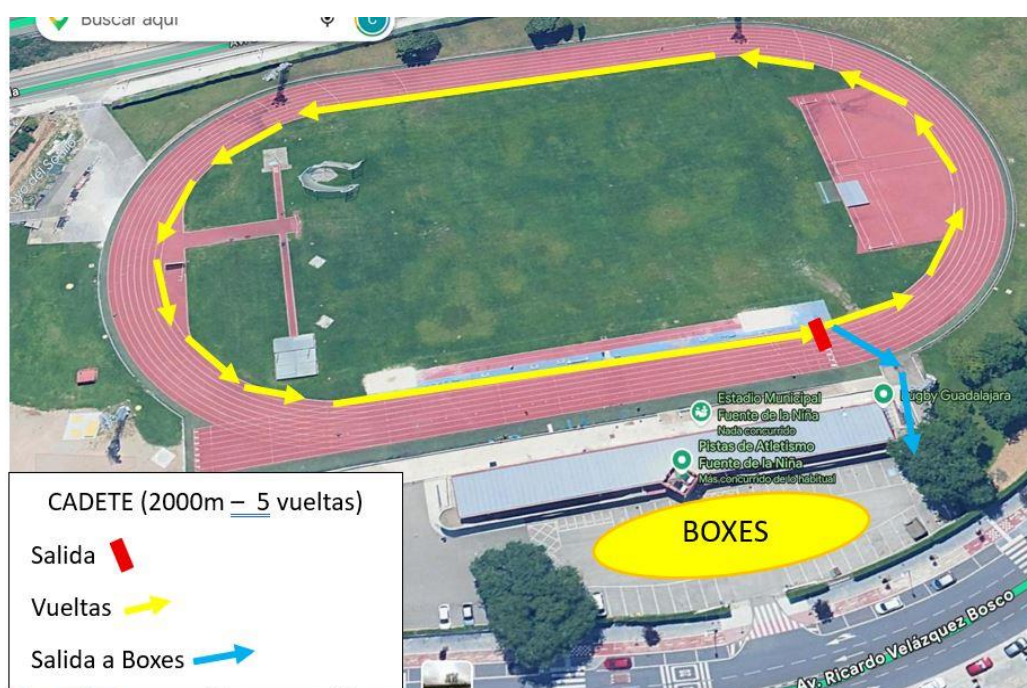 Buscar aquí
C
Av.
Estadio Municipal
Fuente de la Niña
Nada concurrido
Pistas de Atletismo
Fuente de la Niña
Más concurrido de lo habitual
Rugby Guadalajara
BOXES
Av. Ricardo Velázquez Bosco
CADETE (2000m – 5 vueltas)
Salida
Vueltas
Salida a Boxes